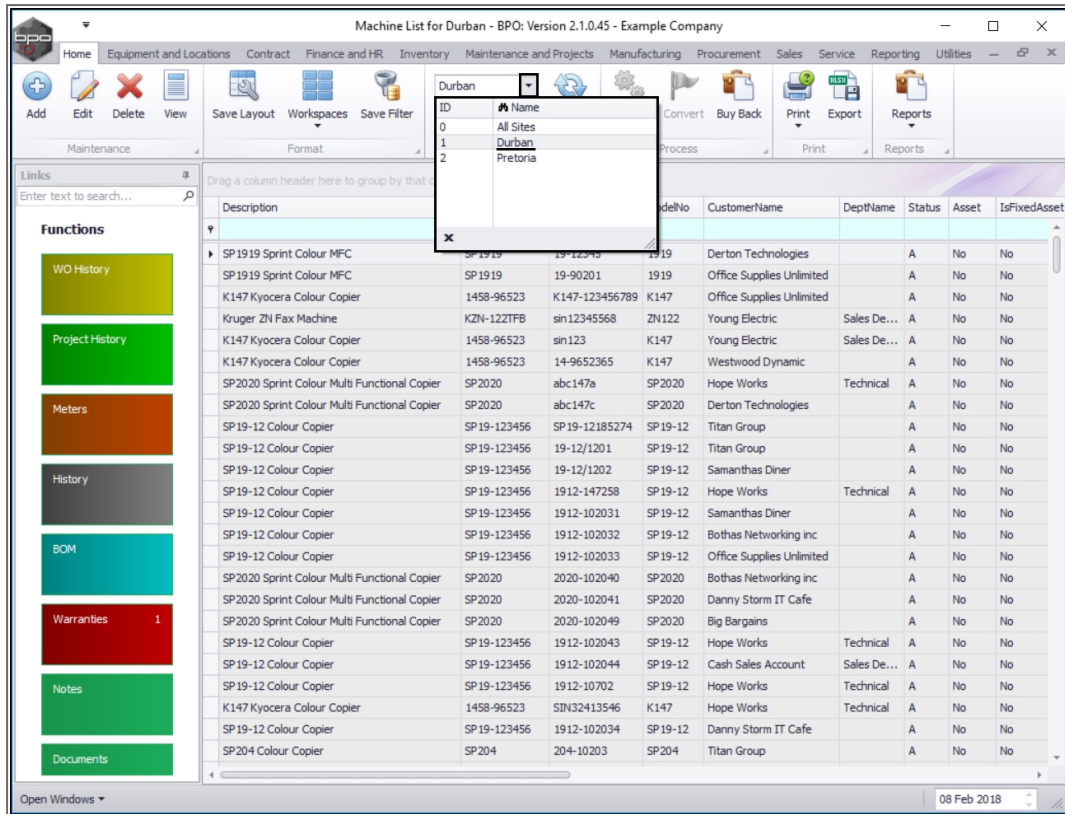 bpo
Machine List for Durban - BPO: Version 2.1.0.45 - Example Company
Home Equipment and Locations Contract Finance and HR Inventory Maintenance and Projects Manufacturing Procurement Sales Service Reporting Utilities
Add Edit Delete View Save Layout Workspaces Save Filter Durban Convert Buy Back Print Export Reports
Maintenance Format Process Print Reports
ID Name
0 All Sites
1 Durban
2 Pretoria
Links
Enter text to search...
Functions
WO History
Project History
Meters
History
BOM
Warranties 1
Notes
Documents
Drag a column header here to group by that c
Description delNo CustomerName DeptName Status Asset IsFixedAsset
SP1919 Sprint Colour MFC SP1919 19-12345 1919 Derton Technologies A No No
SP1919 Sprint Colour MFC SP1919 19-90201 1919 Office Supplies Unlimited A No No
K147 Kyocera Colour Copier 1458-96523 K147-123456789 K147 Office Supplies Unlimited A No No
Kruger ZN Fax Machine KZN-122TFB sin12345568 ZN122 Young Electric Sales De... A No No
K147 Kyocera Colour Copier 1458-96523 sin123 K147 Young Electric Sales De... A No No
K147 Kyocera Colour Copier 1458-96523 14-9652365 K147 Westwood Dynamic A No No
SP2020 Sprint Colour Multi Functional Copier SP2020 abc147a SP2020 Hope Works Technical A No No
SP2020 Sprint Colour Multi Functional Copier SP2020 abc147c SP2020 Derton Technologies A No No
SP19-12 Colour Copier SP19-123456 SP19-12185274 SP19-12 Titan Group A No No
SP19-12 Colour Copier SP19-123456 19-12/1201 SP19-12 Titan Group A No No
SP19-12 Colour Copier SP19-123456 19-12/1202 SP19-12 Samanthas Diner A No No
SP19-12 Colour Copier SP19-123456 1912-147258 SP19-12 Hope Works Technical A No No
SP19-12 Colour Copier SP19-123456 1912-102031 SP19-12 Samanthas Diner A No No
SP19-12 Colour Copier SP19-123456 1912-102032 SP19-12 Bothas Networking inc A No No
SP19-12 Colour Copier SP19-123456 1912-102033 SP19-12 Office Supplies Unlimited A No No
SP2020 Sprint Colour Multi Functional Copier SP2020 2020-102040 SP2020 Bothas Networking inc A No No
SP2020 Sprint Colour Multi Functional Copier SP2020 2020-102041 SP2020 Danny Storm IT Cafe A No No
SP2020 Sprint Colour Multi Functional Copier SP2020 2020-102049 SP2020 Big Bargains A No No
SP19-12 Colour Copier SP19-123456 1912-102043 SP19-12 Hope Works Technical A No No
SP19-12 Colour Copier SP19-123456 1912-102044 SP19-12 Cash Sales Account Sales De... A No No
SP19-12 Colour Copier SP19-123456 1912-10702 SP19-12 Hope Works Technical A No No
K147 Kyocera Colour Copier 1458-96523 SIN32413546 K147 Hope Works Technical A No No
SP19-12 Colour Copier SP19-123456 1912-102034 SP19-12 Danny Storm IT Cafe A No No
SP204 Colour Copier SP204 204-10203 SP204 Titan Group A No No
Open Windows 08 Feb 2018